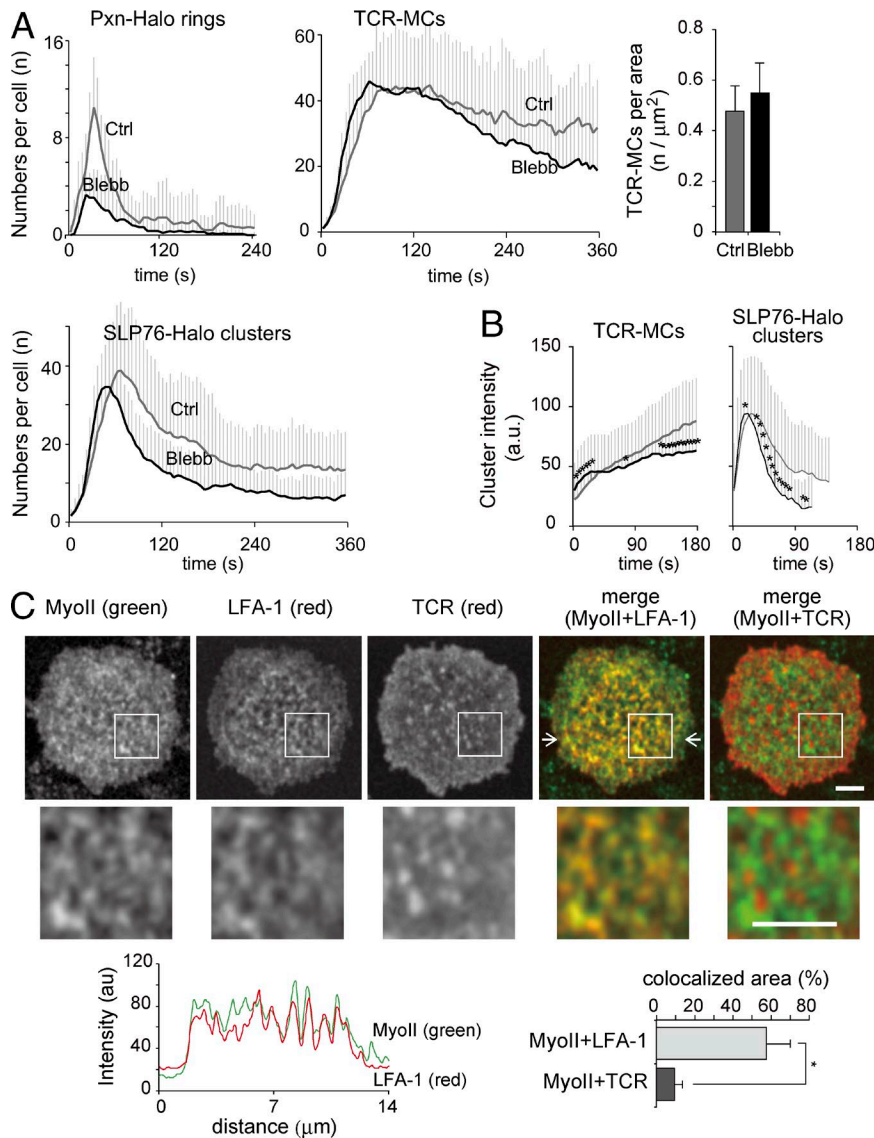 A
Pxn-Halo rings
Numbers per cell (n)
16
12
8
4
0
Ctrl
Blebb
0 120 240
time (s)
TCR-MCs
60
40
20
0
Ctrl
Blebb
0 120 240 360
time (s)
TCR-MCs per area
(n / μm2)
0.8
0.6
0.4
0.2
0
Ctrl Blebb
SLP76-Halo clusters
Numbers per cell (n)
40
20
0
Ctrl
Blebb
0 120 240 360
time (s)
B
TCR-MCs
Cluster intensity
(a.u.)
150
100
50
0
0 90 180
time (s)
SLP76-Halo
clusters
0 90 180
time (s)
C
MyoII (green)
LFA-1 (red)
TCR (red)
merge
(MyoII+LFA-1)
merge
(MyoII+TCR)
Intensity (au)
120
80
40
0
MyoII (green)
LFA-1 (red)
0 7 14
distance (μm)
colocalized area (%)
0 40 80
MyoII+LFA-1
MyoII+TCR
*